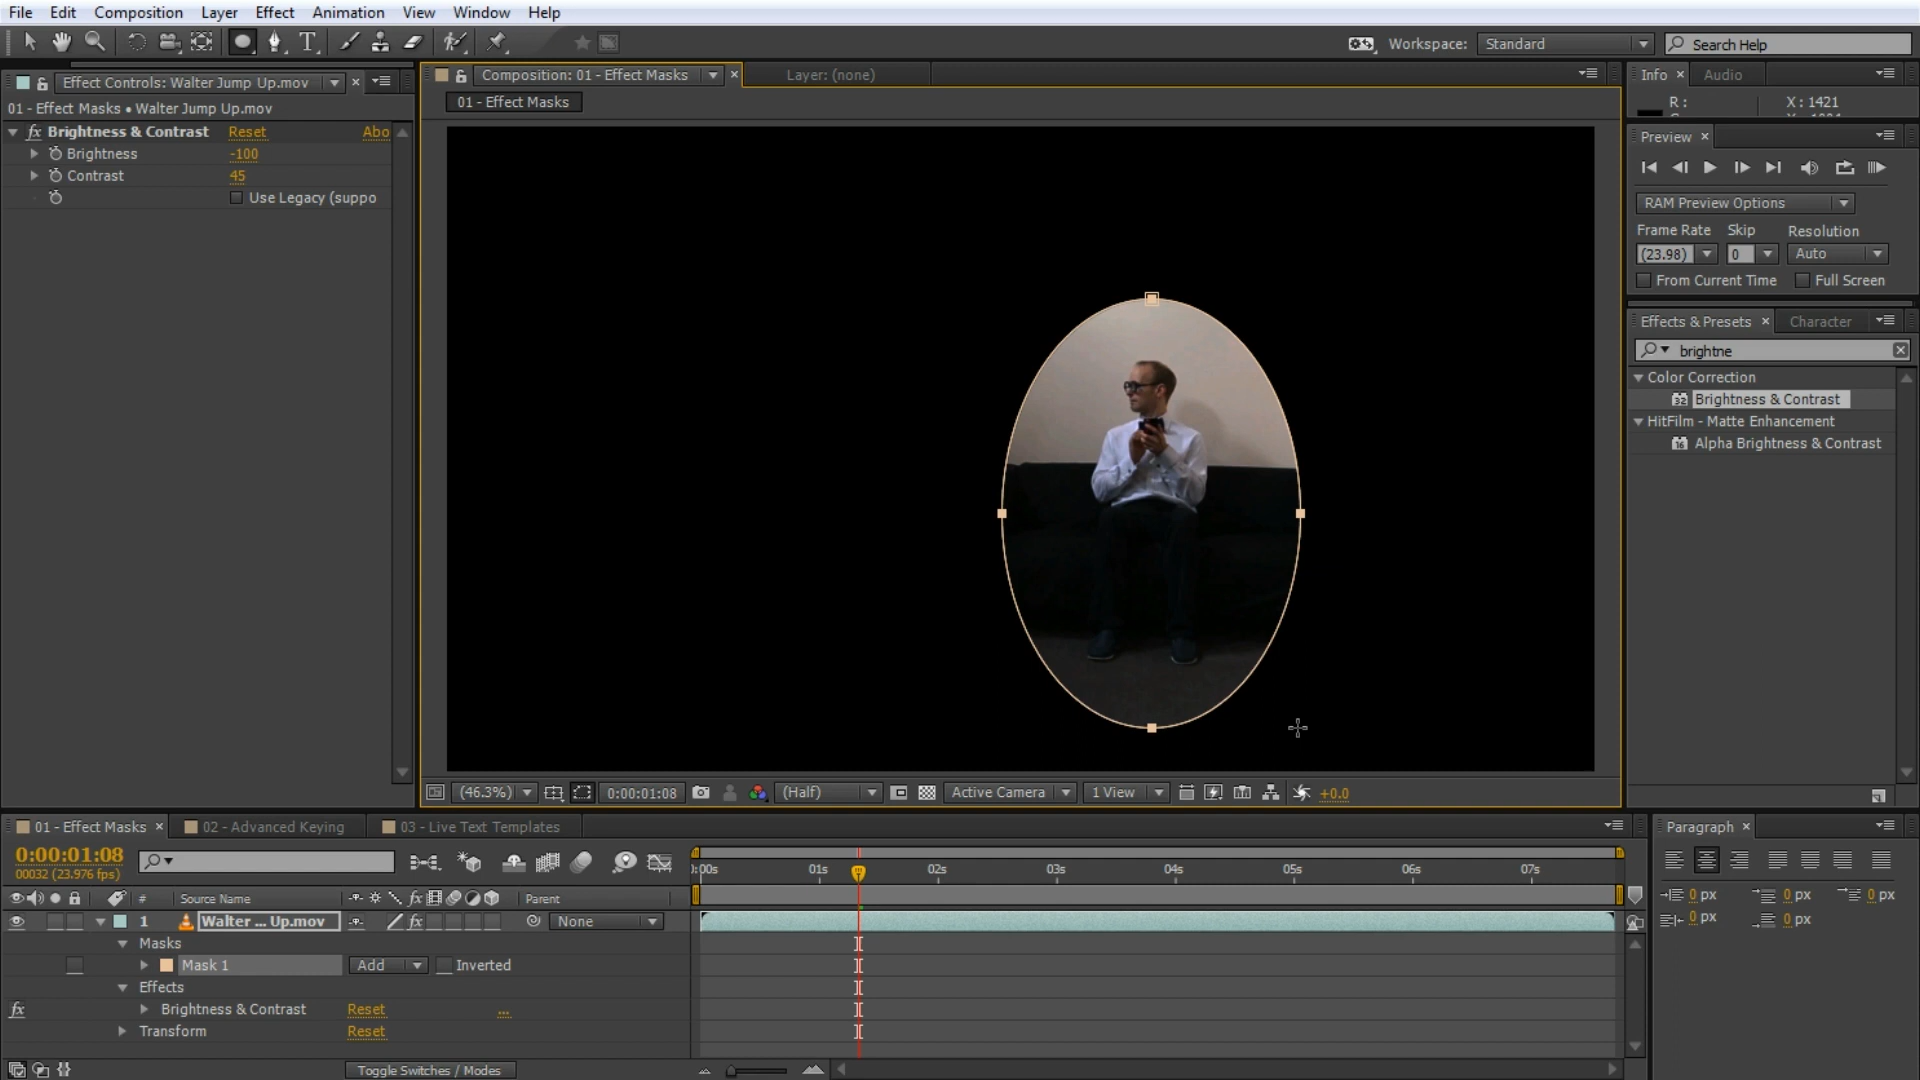 File Edit Composition Layer Effect Animation View Window Help
Workspace: Standard Search Help
Effect Controls: Walter Jump Up.mov
01 - Effect Masks • Walter Jump Up.mov
fx Brightness & Contrast Reset Abo
Brightness -100
Contrast 45
Use Legacy (suppo
Composition: 01 - Effect Masks Layer: (none)
01 - Effect Masks
(46.3%) 0:00:01:08 (Half) Active Camera 1 View +0.0
Info Audio
R : X : 1421
Preview
RAM Preview Options
Frame Rate Skip Resolution
(23.98) 0 Auto
From Current Time Full Screen
Effects & Presets Character
brightne
Color Correction
32 Brightness & Contrast
HitFilm - Matte Enhancement
16 Alpha Brightness & Contrast
01 - Effect Masks 02 - Advanced Keying 03 - Live Text Templates
0:00:01:08
00032 (23.976 fps)
# Source Name fx Parent
1 Walter ... Up.mov fx None
Masks
Mask 1 Add Inverted
Effects
fx Brightness & Contrast Reset ...
Transform Reset
Toggle Switches / Modes
):00s 01s 02s 03s 04s 05s 06s 07s
Paragraph
0 px 0 px 0 px
0 px 0 px